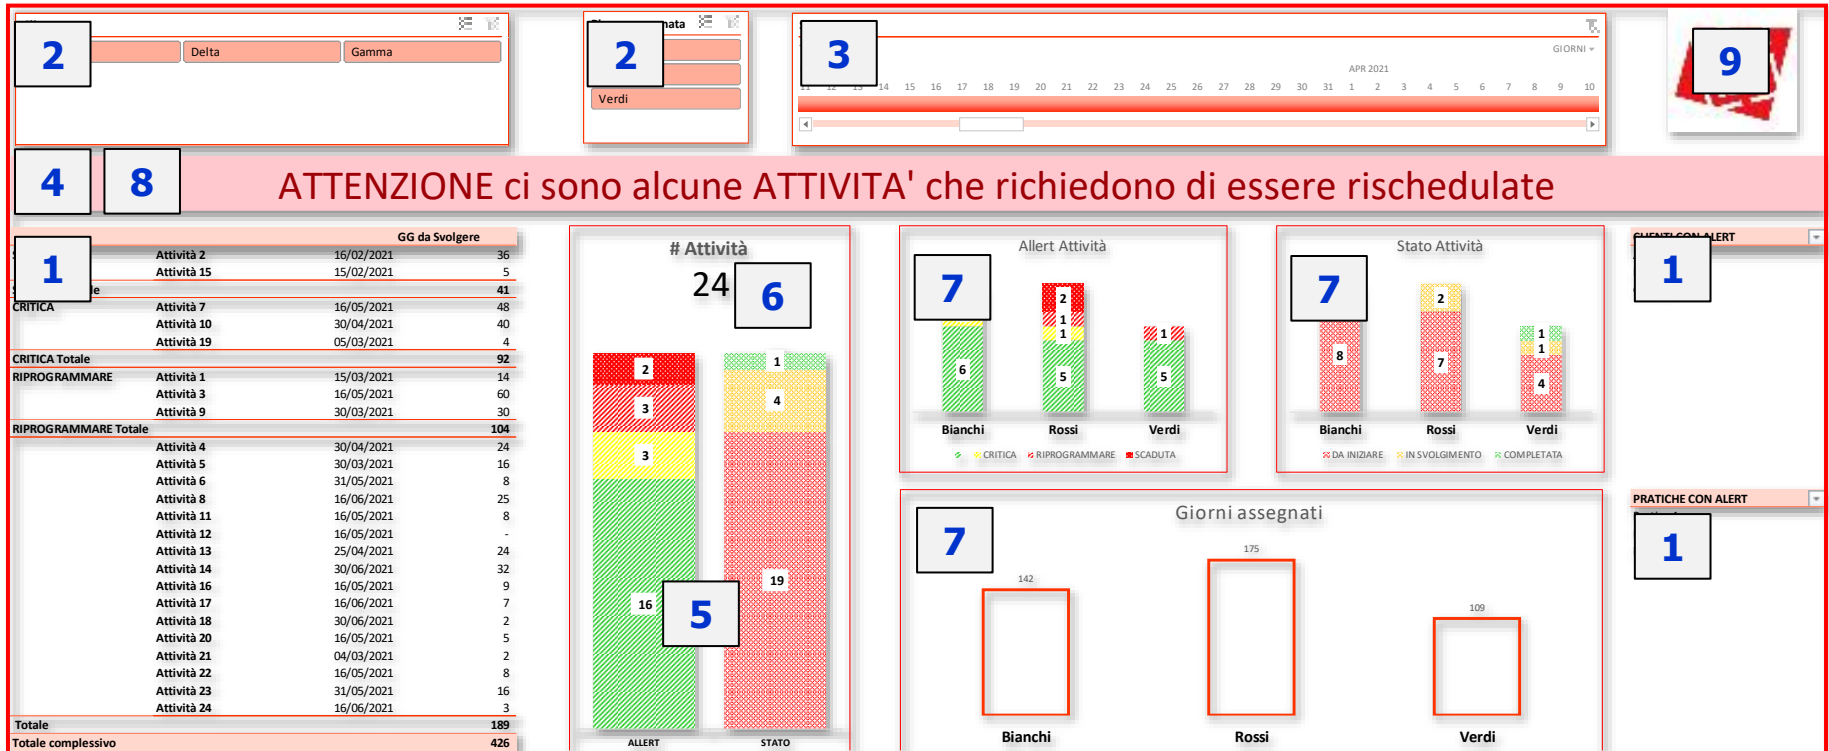 2
Delta
Gamma
2
nata
Verdi
3
GIORNI
APR 2021
11 12 13 14 15 16 17 18 19 20 21 22 23 24 25 26 27 28 29 30 31 1 2 3 4 5 6 7 8 9 10
9
4
8
ATTENZIONE ci sono alcune ATTIVITA' che richiedono di essere rischedulate
GG da Svolgere
1
Attività 2 16/02/2021 36
Attività 15 15/02/2021 5
le 41
CRITICA Attività 7 16/05/2021 48
Attività 10 30/04/2021 40
Attività 19 05/03/2021 4
CRITICA Totale 92
RIPROGRAMMARE Attività 1 15/03/2021 14
Attività 3 16/05/2021 60
Attività 9 30/03/2021 30
RIPROGRAMMARE Totale 104
Attività 4 30/04/2021 24
Attività 5 30/03/2021 16
Attività 6 31/05/2021 8
Attività 8 16/06/2021 25
Attività 11 16/05/2021 8
Attività 12 16/05/2021 -
Attività 13 25/04/2021 24
Attività 14 30/06/2021 32
Attività 16 16/05/2021 9
Attività 17 16/06/2021 7
Attività 18 30/06/2021 2
Attività 20 16/05/2021 5
Attività 21 04/03/2021 2
Attività 22 16/05/2021 8
Attività 23 31/05/2021 16
Attività 24 16/06/2021 3
Totale 189
Totale complessivo 426
# Attività
24
6
2
3
3
16
1
4
19
5
ALLERT STATO
Allert Attività
7
6
2
1
1
5
1
5
Bianchi Rossi Verdi
CRITICA RIPROGRAMMARE SCADUTA
Stato Attività
7
8
2
7
1
1
4
Bianchi Rossi Verdi
DA INIZIARE IN SVOLGIMENTO COMPLETATA
Giorni assegnati
7
142
175
109
Bianchi Rossi Verdi
CLIENTI CON ALERT
1
PRATICHE CON ALERT
1